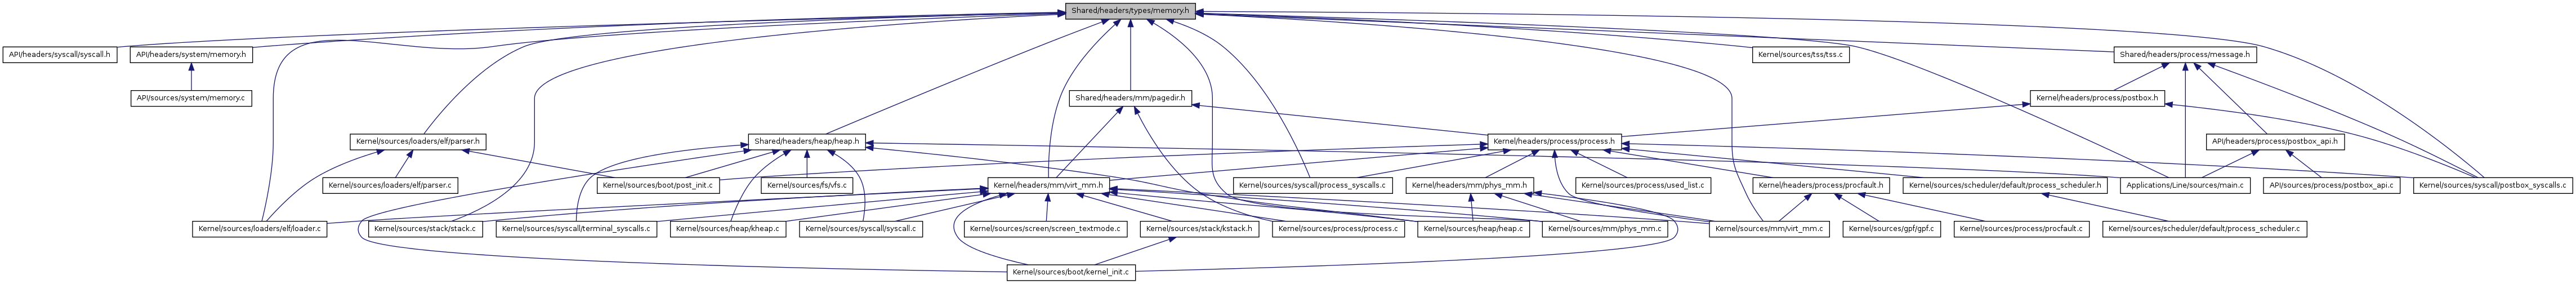 Shared/headers/types/memory.h
API/headers/syscall/syscall.h
API/headers/system/memory.h
Kernel/sources/tss/tss.c
Shared/headers/process/message.h
API/sources/system/memory.c
Shared/headers/mm/pagedir.h
Kernel/headers/process/postbox.h
Kernel/sources/loaders/elf/parser.h
Shared/headers/heap/heap.h
Kernel/headers/process/process.h
API/headers/process/postbox_api.h
Kernel/sources/loaders/elf/parser.c
Kernel/sources/boot/post_init.c
Kernel/sources/fs/vfs.c
Kernel/headers/mm/virt_mm.h
Kernel/sources/syscall/process_syscalls.c
Kernel/headers/mm/phys_mm.h
Kernel/sources/process/used_list.c
Kernel/headers/process/procfault.h
Kernel/sources/scheduler/default/process_scheduler.h
Applications/Line/sources/main.c
API/sources/process/postbox_api.c
Kernel/sources/syscall/postbox_syscalls.c
Kernel/sources/loaders/elf/loader.c
Kernel/sources/stack/stack.c
Kernel/sources/syscall/terminal_syscalls.c
Kernel/sources/heap/kheap.c
Kernel/sources/syscall/syscall.c
Kernel/sources/screen/screen_textmode.c
Kernel/sources/stack/kstack.h
Kernel/sources/process/process.c
Kernel/sources/heap/heap.c
Kernel/sources/mm/phys_mm.c
Kernel/sources/mm/virt_mm.c
Kernel/sources/gpf/gpf.c
Kernel/sources/process/procfault.c
Kernel/sources/scheduler/default/process_scheduler.c
Kernel/sources/boot/kernel_init.c